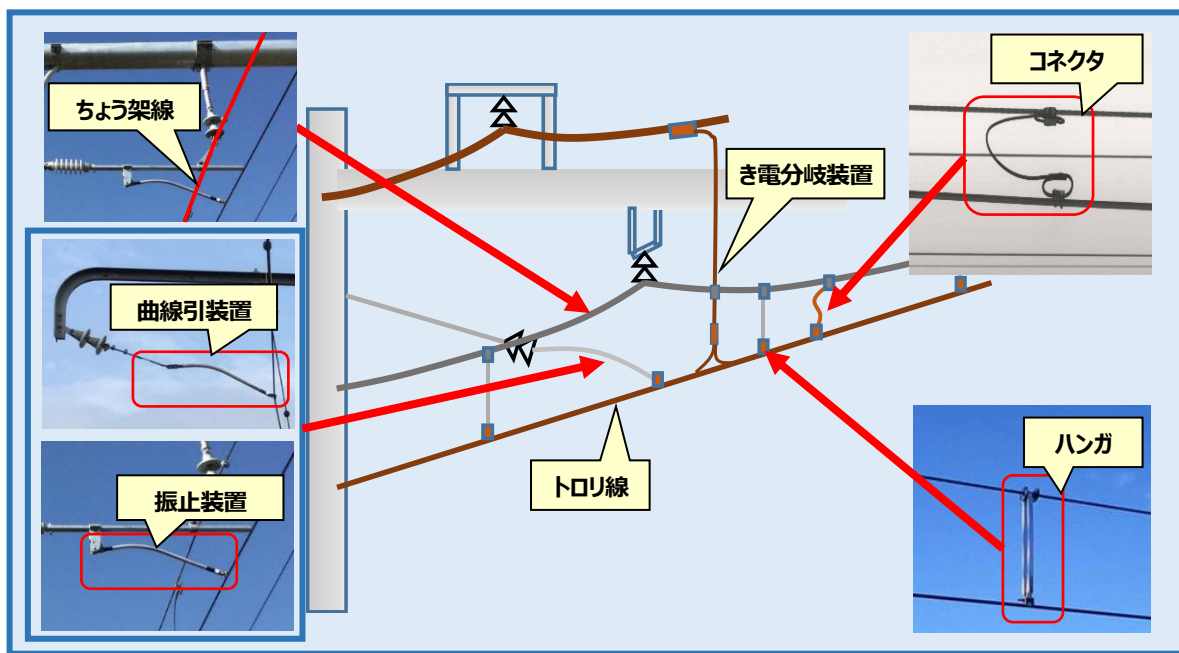 ちょう架線
コネクタ
き電分岐装置
曲線引装置
ハンガ
トロリ線
振止装置